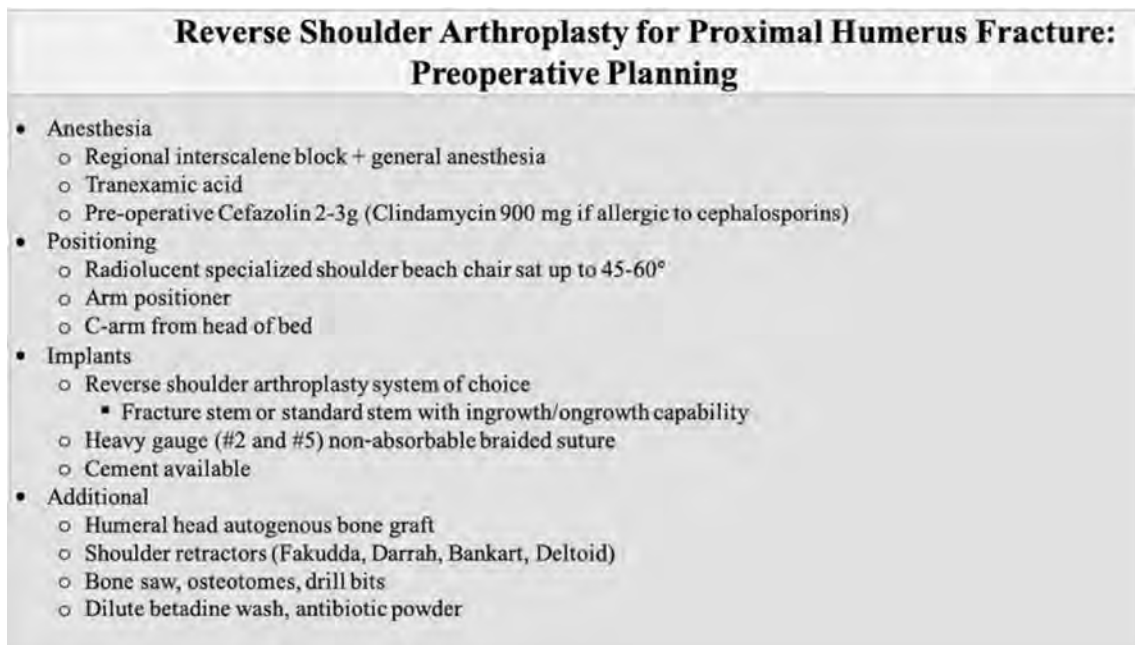 Reverse Shoulder Arthroplasty for Proximal Humerus Fracture:
Preoperative Planning
• Anesthesia
o Regional interscalene block + general anesthesia
o Tranexamic acid
o Pre-operative Cefazolin 2-3g (Clindamycin 900 mg if allergic to cephalosporins)
• Positioning
o Radiolucent specialized shoulder beach chair sat up to 45-60°
o Arm positioner
o C-arm from head of bed
• Implants
o Reverse shoulder arthroplasty system of choice
▪ Fracture stem or standard stem with ingrowth/ongrowth capability
o Heavy gauge (#2 and #5) non-absorbable braided suture
o Cement available
• Additional
o Humeral head autogenous bone graft
o Shoulder retractors (Fakudda, Darrah, Bankart, Deltoid)
o Bone saw, osteotomes, drill bits
o Dilute betadine wash, antibiotic powder